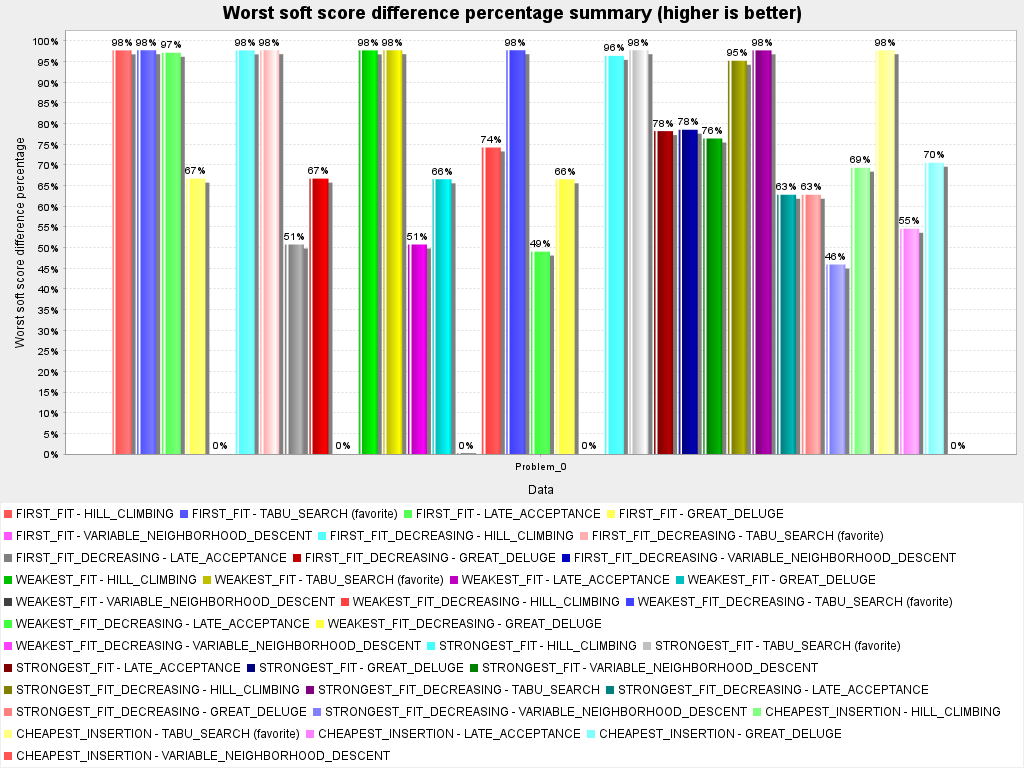 Worst soft score difference percentage summary (higher is better)
100%
95%
90%
85%
80%
75%
70%
65%
60%
55%
50%
45%
40%
35%
30%
25%
20%
15%
10%
5%
0%
Worst soft score difference percentage
98% 98% 97% 67% 0% 98% 98% 51% 67% 0% 98% 98% 51% 66% 0% 74% 98% 49% 66% 0% 96% 98% 78% 78% 76% 95% 98% 63% 63% 46% 69% 98% 55% 70% 0%
Problem_0
Data
FIRST_FIT - HILL_CLIMBING FIRST_FIT - TABU_SEARCH (favorite) FIRST_FIT - LATE_ACCEPTANCE FIRST_FIT - GREAT_DELUGE
FIRST_FIT - VARIABLE_NEIGHBORHOOD_DESCENT FIRST_FIT_DECREASING - HILL_CLIMBING FIRST_FIT_DECREASING - TABU_SEARCH (favorite)
FIRST_FIT_DECREASING - LATE_ACCEPTANCE FIRST_FIT_DECREASING - GREAT_DELUGE FIRST_FIT_DECREASING - VARIABLE_NEIGHBORHOOD_DESCENT
WEAKEST_FIT - HILL_CLIMBING WEAKEST_FIT - TABU_SEARCH (favorite) WEAKEST_FIT - LATE_ACCEPTANCE WEAKEST_FIT - GREAT_DELUGE
WEAKEST_FIT - VARIABLE_NEIGHBORHOOD_DESCENT WEAKEST_FIT_DECREASING - HILL_CLIMBING WEAKEST_FIT_DECREASING - TABU_SEARCH (favorite)
WEAKEST_FIT_DECREASING - LATE_ACCEPTANCE WEAKEST_FIT_DECREASING - GREAT_DELUGE
WEAKEST_FIT_DECREASING - VARIABLE_NEIGHBORHOOD_DESCENT STRONGEST_FIT - HILL_CLIMBING STRONGEST_FIT - TABU_SEARCH (favorite)
STRONGEST_FIT - LATE_ACCEPTANCE STRONGEST_FIT - GREAT_DELUGE STRONGEST_FIT - VARIABLE_NEIGHBORHOOD_DESCENT
STRONGEST_FIT_DECREASING - HILL_CLIMBING STRONGEST_FIT_DECREASING - TABU_SEARCH STRONGEST_FIT_DECREASING - LATE_ACCEPTANCE
STRONGEST_FIT_DECREASING - GREAT_DELUGE STRONGEST_FIT_DECREASING - VARIABLE_NEIGHBORHOOD_DESCENT CHEAPEST_INSERTION - HILL_CLIMBING
CHEAPEST_INSERTION - TABU_SEARCH (favorite) CHEAPEST_INSERTION - LATE_ACCEPTANCE CHEAPEST_INSERTION - GREAT_DELUGE
CHEAPEST_INSERTION - VARIABLE_NEIGHBORHOOD_DESCENT